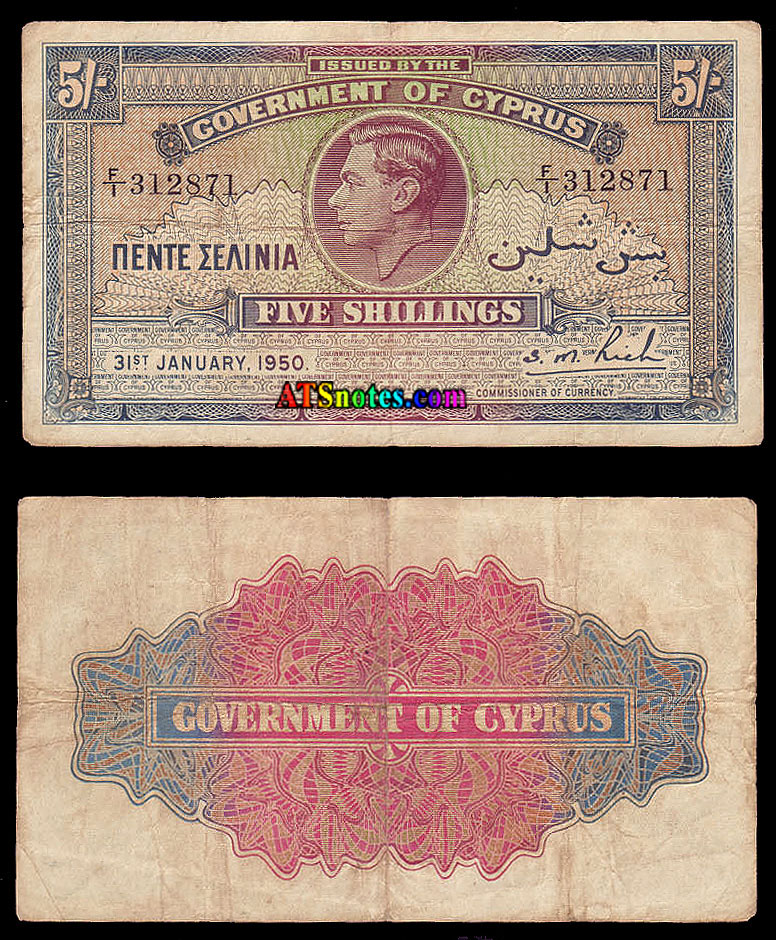 ISSUED BY THE
5/- GOVERNMENT OF CYPRUS 5/-
F/1 312871 F/1 312871
ΠΕΝΤΕ ΣΕΛΙΝΙΑ بش شلين
FIVE SHILLINGS
31ST JANUARY, 1950.
COMMISSIONER OF CURRENCY.
ATSnotes.com
GOVERNMENT OF CYPRUS